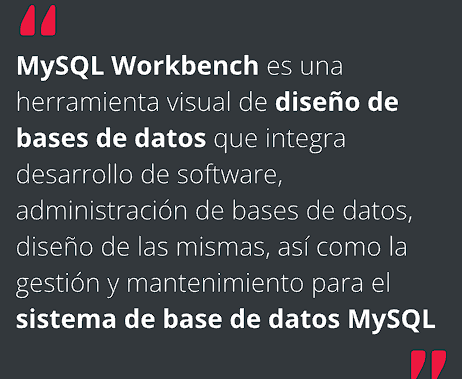 "
MySQL Workbench es una
herramienta visual de diseño de
bases de datos que integra
desarrollo de software,
administración de bases de datos,
diseño de las mismas, así como la
gestión y mantenimiento para el
sistema de base de datos MySQL
"